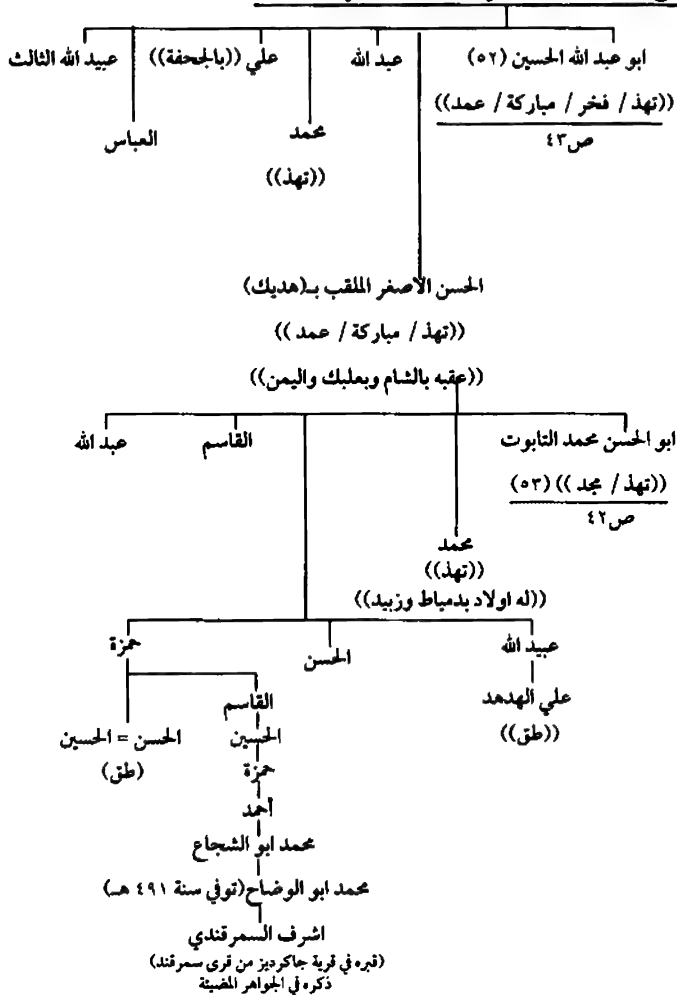 ابو عبد الله الحسين (٥٢) عبد الله علي ((بالجحفة)) عبيد الله الثالث
((تهذ / فخر / مباركة / عمد))
ص٤٣
محمد العباس
((تهذ))
الحسن الاصغر الملقب بـ(هديك)
((تهذ / مباركة / عمد ))
((عقبه بالشام وبعلبك واليمن))
ابو الحسن محمد التابوت القاسم عبد الله
((تهذ / مجد )) (٥٣)
ص٤٢
محمد
((تهذ))
((له اولاد بدمياط وزبيد))
عبيد الله الحسن حمزة
علي الهدهد
((طق))
القاسم
الحسين الحسن = الحسين
(طق)
حمزة
أحمد
محمد ابو الشجاع
محمد ابو الوضاح(توفي سنة ٤٩١ هـ)
اشرف السمرقندي
(قبره في قرية جاكرديز من قرى سمرقند)
ذكره في الجواهر المضيئة